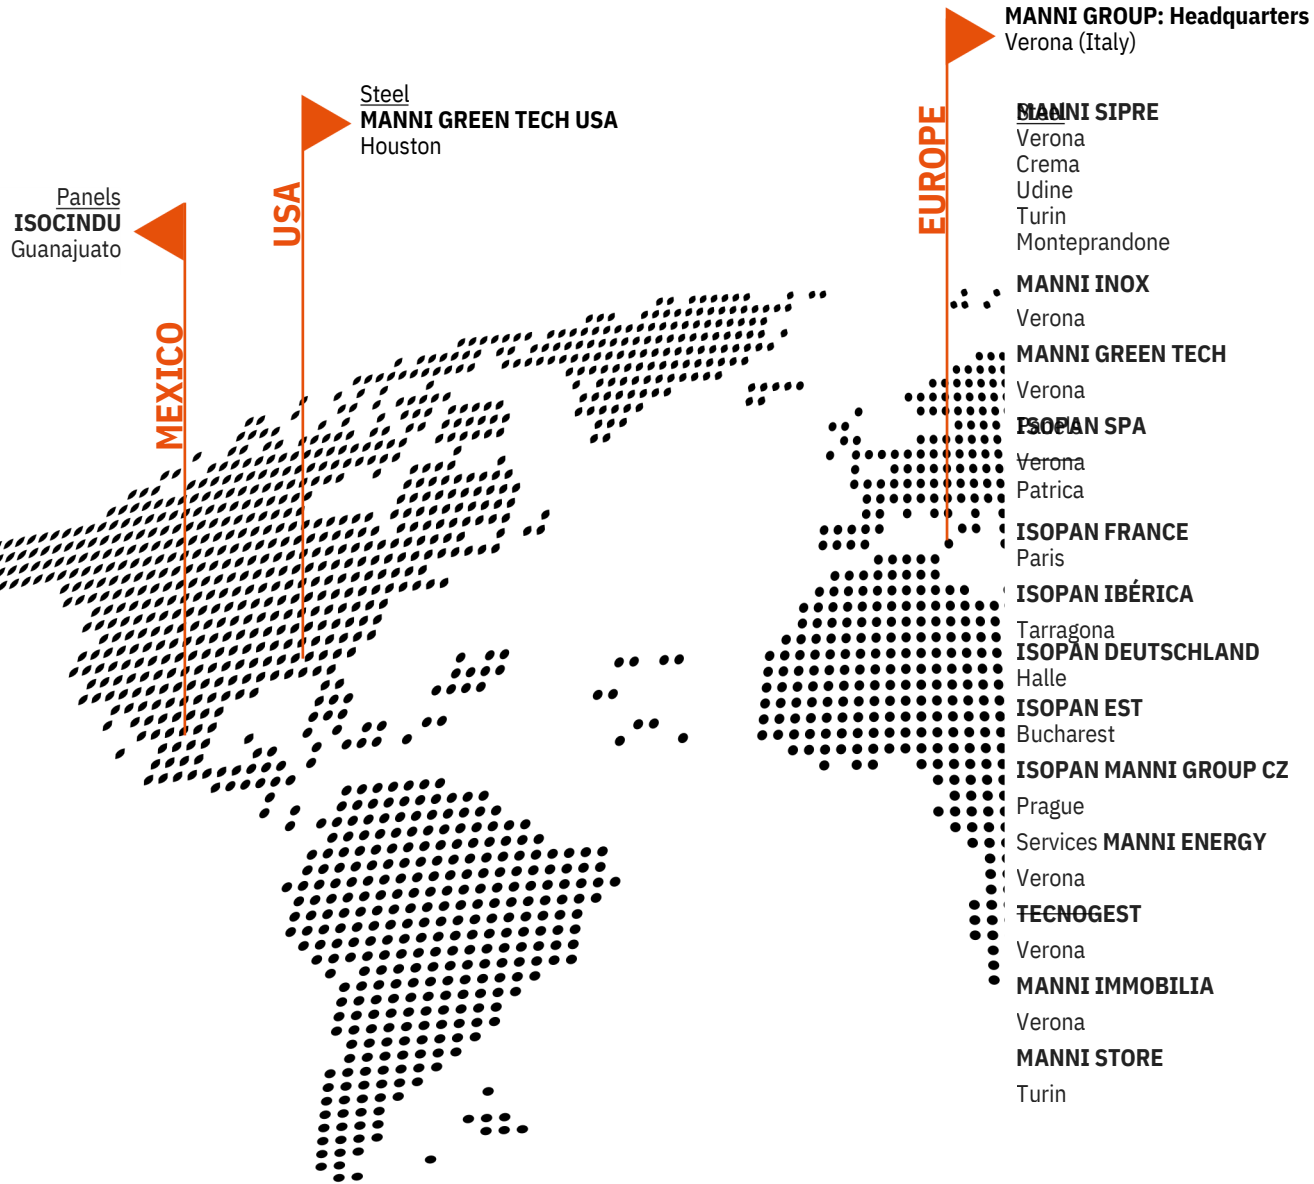 MANNI GROUP: Headquarters
Verona (Italy)
Steel
MANNI GREEN TECH USA
Houston
USA
Panels
ISOCINDU
Guanajuato
MEXICO
EUROPE
Steel
MANNI SIPRE
Verona
Crema
Udine
Turin
Monteprandone
MANNI INOX
Verona
MANNI GREEN TECH
Verona
Panels
ISOPAN SPA
Verona
Patrica
ISOPAN FRANCE
Paris
ISOPAN IBÉRICA
Tarragona
ISOPAN DEUTSCHLAND
Halle
ISOPAN EST
Bucharest
ISOPAN MANNI GROUP CZ
Prague
Services MANNI ENERGY
Verona
TECNOGEST
Verona
MANNI IMMOBILIA
Verona
MANNI STORE
Turin